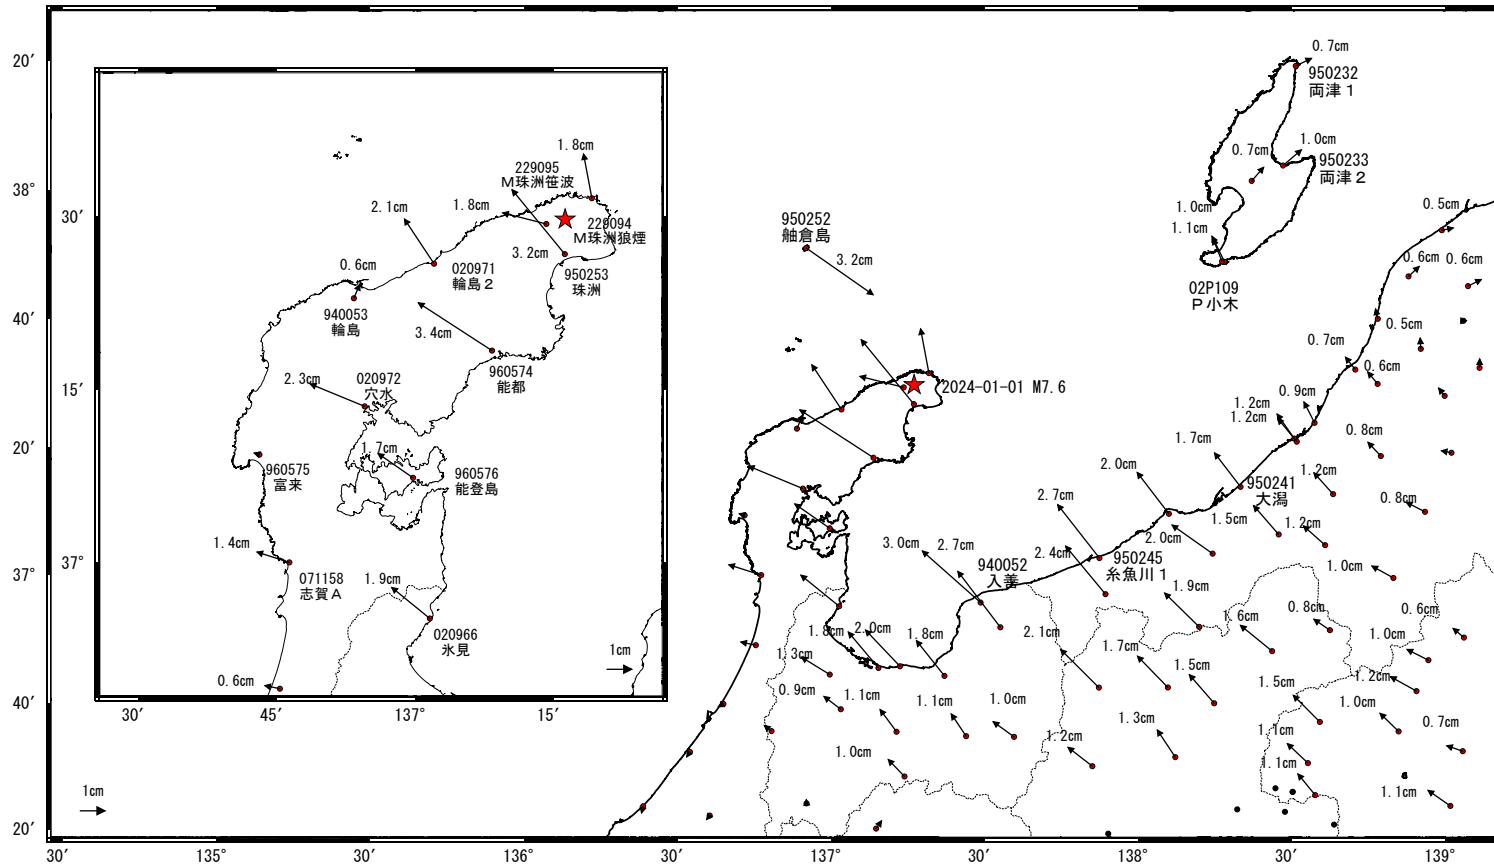 20′
38°
40′
15′
20′
37°
40′
20′
30′
135°
30′
136°
30′
137°
30′
138°
30′
139°
1cm
30′
30′
45′
137°
15′
37°
1cm
1.8cm
229095
M珠洲笹波
1.8cm
2.1cm
229094
M珠洲狼煙
3.2cm
0.6cm
020971
輪島2
950253
珠洲
940053
輪島
3.4cm
960574
能都
2.3cm
020972
穴水
1.7cm
960575
富来
960576
能登島
1.4cm
071158
志賀A
1.9cm
020966
氷見
0.6cm
0.7cm
950232
両津1
1.0cm
0.7cm
950233
両津2
1.0cm
1.1cm
02P109
P小木
950252
舳倉島
3.2cm
0.5cm
0.6cm
0.6cm
0.5cm
0.7cm
0.6cm
2024-01-01 M7.6
0.9cm
1.2cm
1.2cm
0.8cm
1.7cm
2.0cm
1.2cm
950241
大潟
2.7cm
0.8cm
1.5cm
1.2cm
3.0cm
2.7cm
2.0cm
2.4cm
950245
糸魚川1
940052
入善
1.0cm
1.9cm
0.8cm
0.6cm
1.6cm
1.8cm
2.0cm
1.8cm
2.1cm
1.0cm
1.7cm
1.3cm
1.5cm
1.2cm
0.9cm
1.1cm
1.1cm
1.0cm
1.5cm
1.0cm
1.3cm
1.2cm
0.7cm
1.1cm
1.0cm
1.1cm
1.1cm